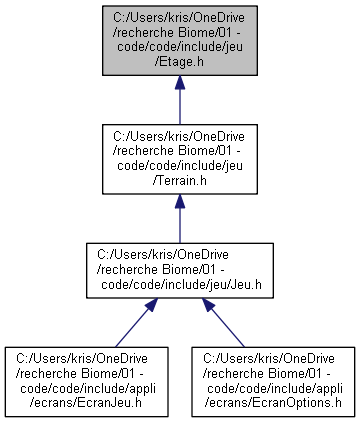 C:/Users/kris/OneDrive
/recherche Biome/01 -
code/code/include/jeu
/Etage.h
C:/Users/kris/OneDrive
/recherche Biome/01 -
code/code/include/jeu
/Terrain.h
C:/Users/kris/OneDrive
/recherche Biome/01 -
code/code/include/jeu/Jeu.h
C:/Users/kris/OneDrive
/recherche Biome/01 -
code/code/include/appli
/ecrans/EcranJeu.h
C:/Users/kris/OneDrive
/recherche Biome/01 -
code/code/include/appli
/ecrans/EcranOptions.h